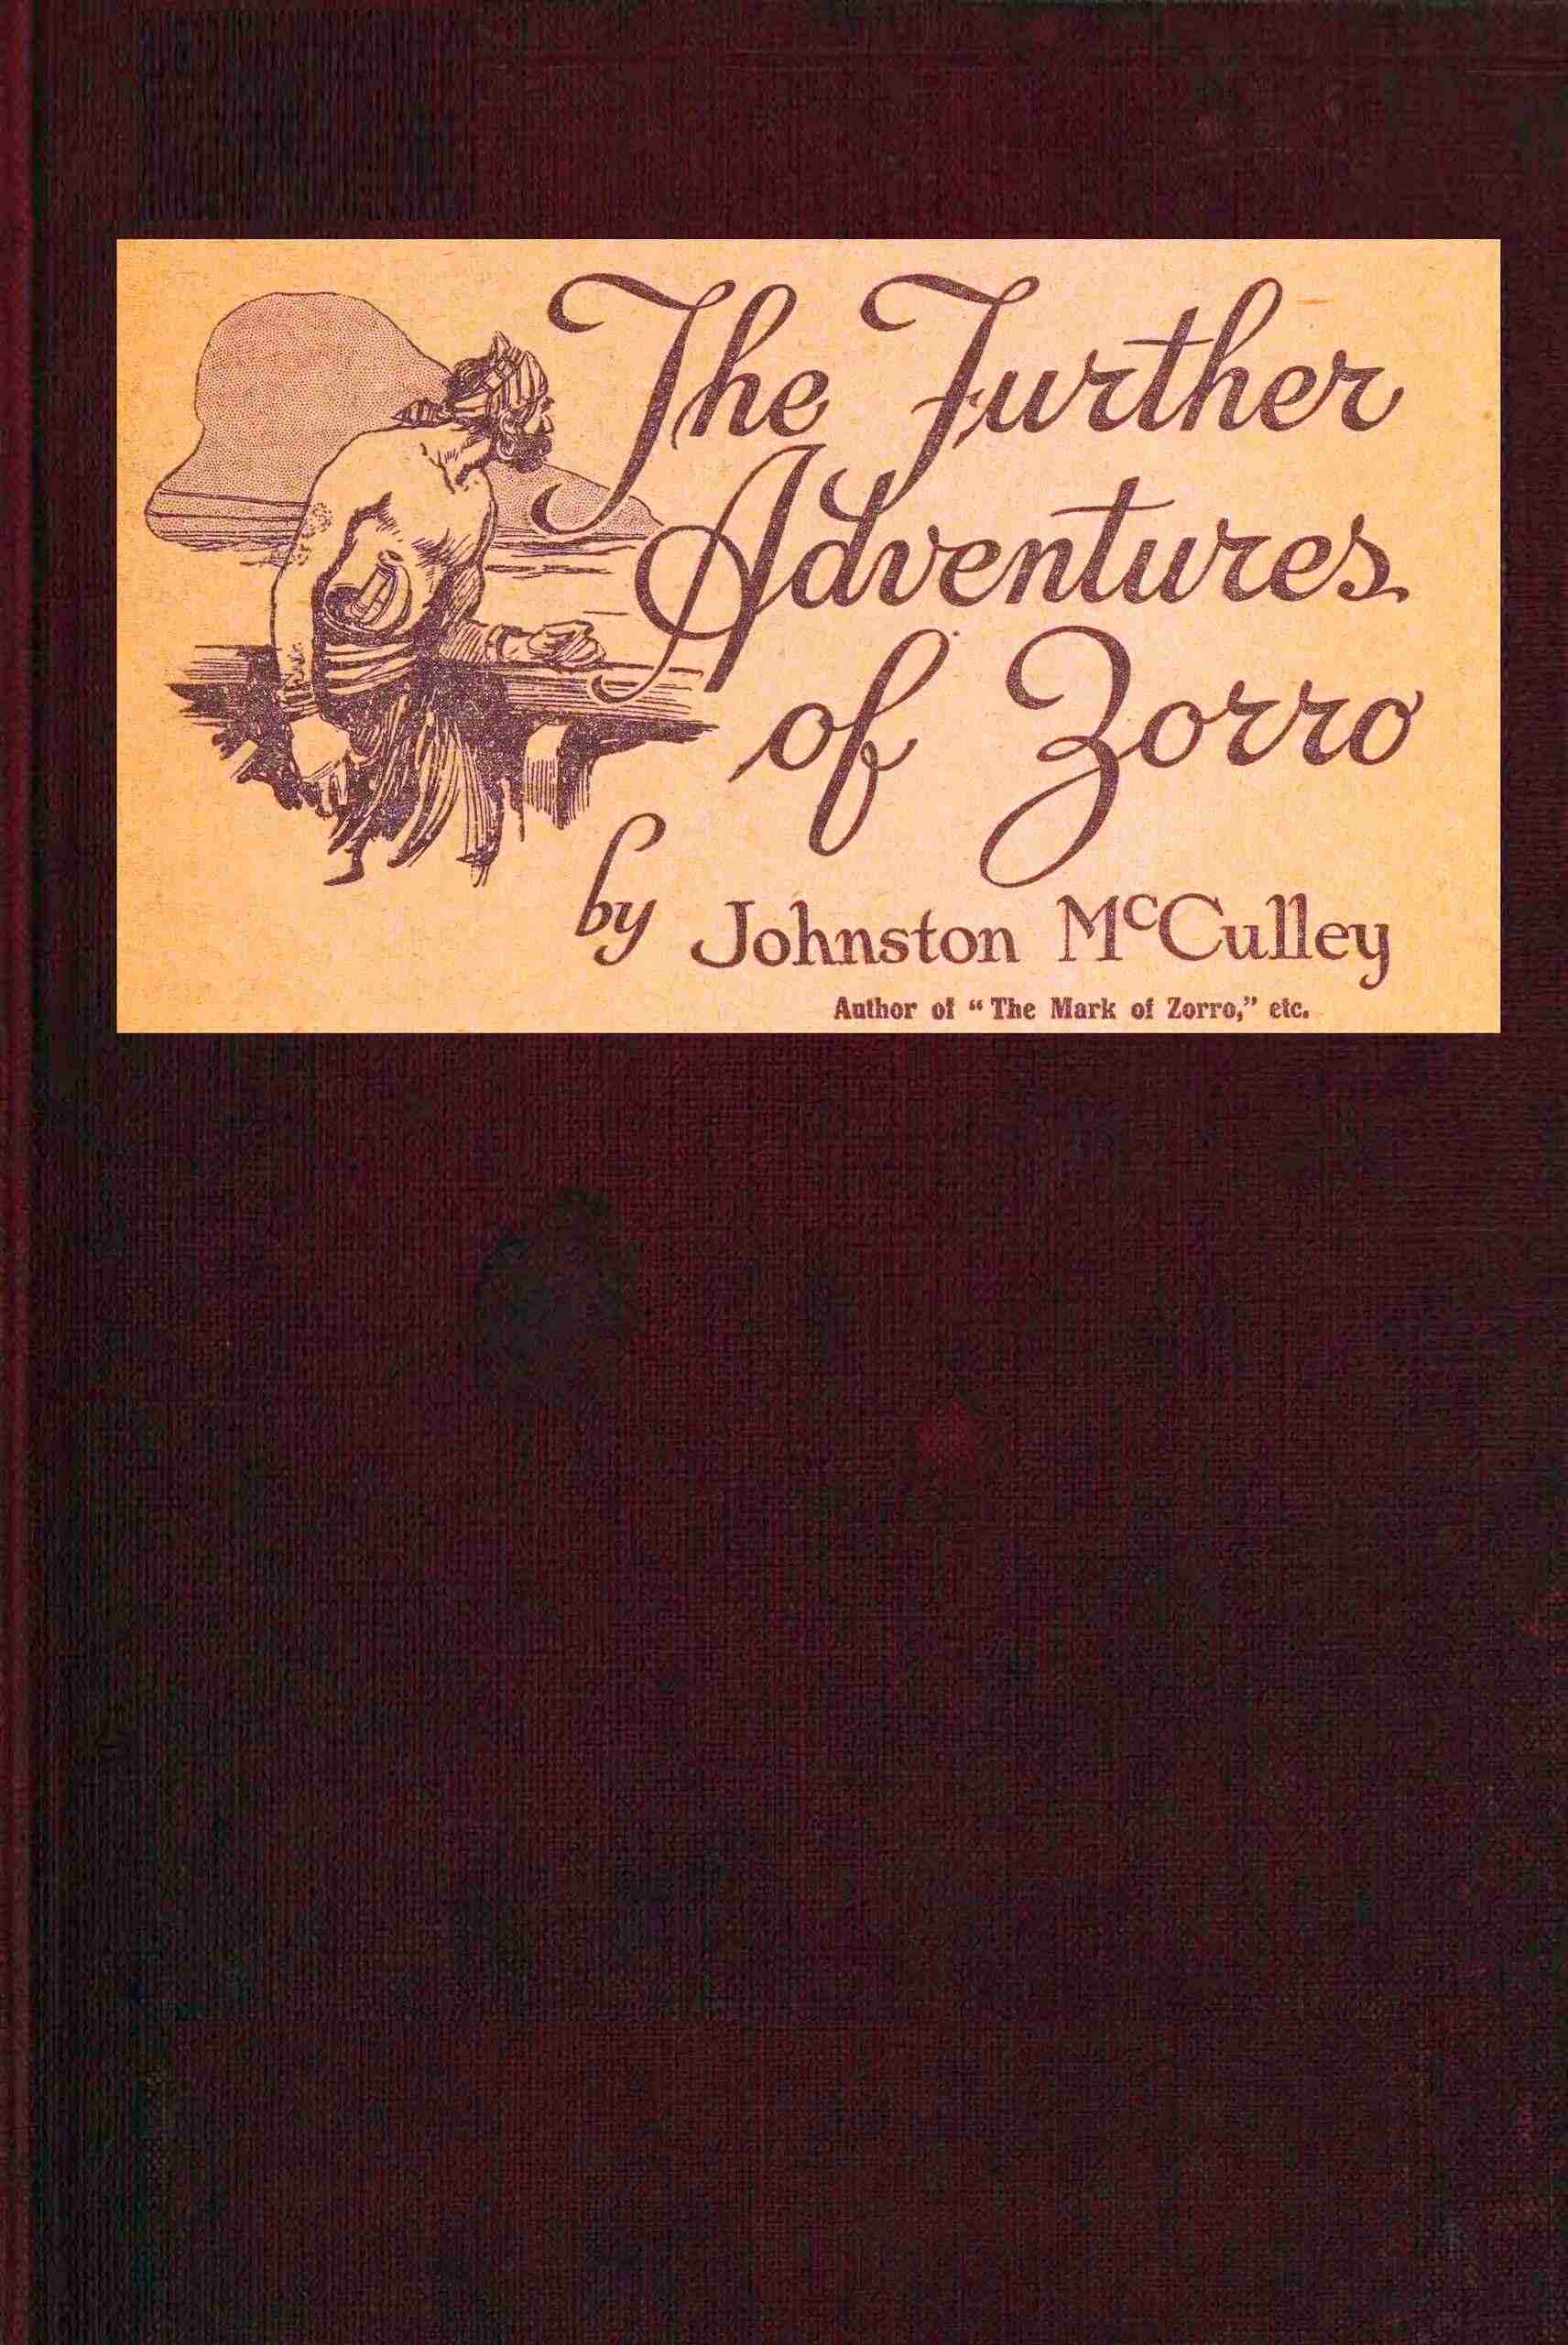 The Further
Adventures
of Zorro
by Johnston McCulley
Author of “The Mark of Zorro,” etc.